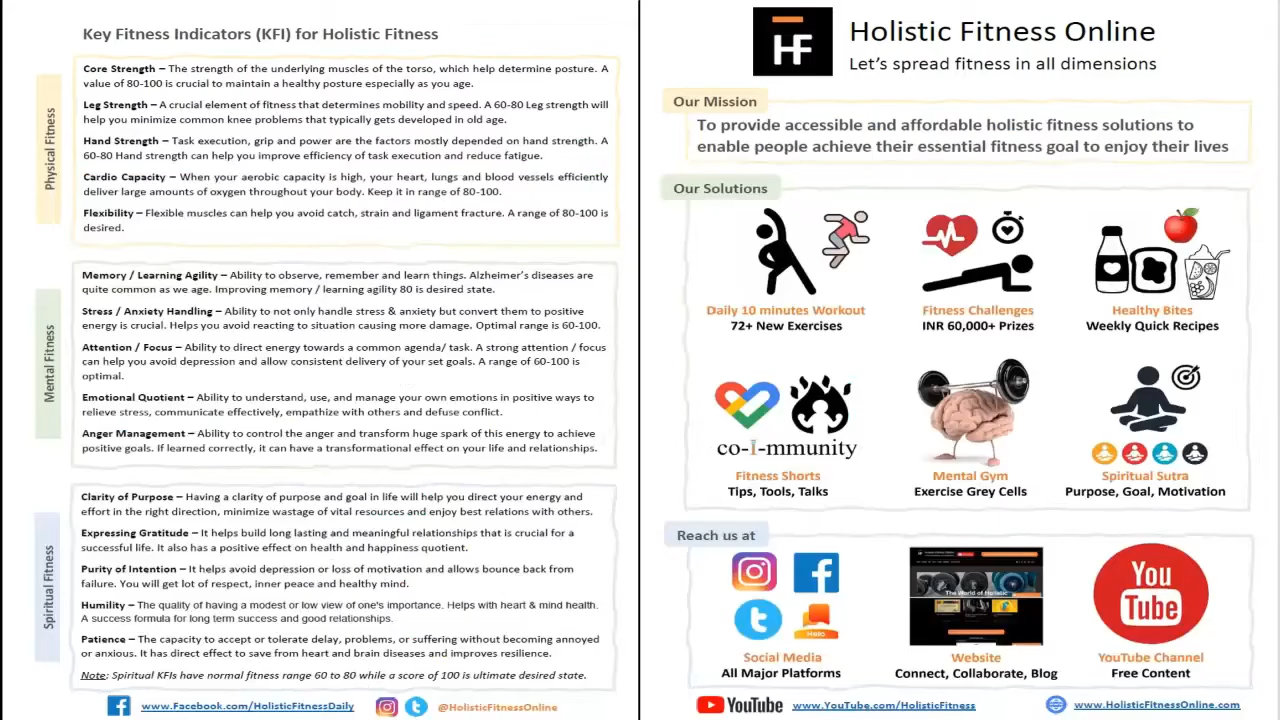 Key Fitness Indicators (KFI) for Holistic Fitness
Physical Fitness
Core Strength – The strength of the underlying muscles of the torso, which help determine posture. A
value of 80-100 is crucial to maintain a healthy posture especially as you age.
Leg Strength – A crucial element of fitness that determines mobility and speed. A 60-80 Leg strength will
help you minimize common knee problems that typically gets developed in old age.
Hand Strength – Task execution, grip and power are the factors mostly depended on hand strength. A
60-80 Hand strength can help you improve efficiency of task execution and reduce fatigue.
Cardio Capacity – When your aerobic capacity is high, your heart, lungs and blood vessels efficiently
deliver large amounts of oxygen throughout your body. Keep it in range of 80-100.
Flexibility – Flexible muscles can help you avoid catch, strain and ligament fracture. A range of 80-100 is
desired.
Mental Fitness
Memory / Learning Agility – Ability to observe, remember and learn things. Alzheimer's diseases are
quite common as we age. Improving memory / learning agility 80 is desired state.
Stress / Anxiety Handling – Ability to not only handle stress & anxiety but convert them to positive
energy is crucial. Helps you avoid reacting to situation causing more damage. Optimal range is 60-100.
Attention / Focus – Ability to direct energy towards a common agenda/ task. A strong attention / focus
can help you avoid depression and allow consistent delivery of your set goals. A range of 60-100 is
optimal.
Emotional Quotient – Ability to understand, use, and manage your own emotions in positive ways to
relieve stress, communicate effectively, empathize with others and defuse conflict.
Anger Management – Ability to control the anger and transform huge spark of this energy to achieve
positive goals. If learned correctly, it can have a transformational effect on your life and relationships.
Spiritual Fitness
Clarity of Purpose – Having a clarity of purpose and goal in life will help you direct your energy and
effort in the right direction, minimize wastage of vital resources and enjoy best relations with others.
Expressing Gratitude – It helps build long lasting and meaningful relationships that is crucial for a
successful life. It also has a positive effect on health and happiness quotient.
Purity of Intention – It helps avoid depression or loss of motivation and allows bounce back from
failure. You will get lot of respect, inner peace and healthy mind.
Humility – The quality of having a modest or low view of one's importance. Helps with heart & mind health.
A success formula for long term success and good relationships.
Patience – The capacity to accept or tolerate delay, problems, or suffering without becoming annoyed
or anxious. It has direct effect to save from heart and brain diseases and improves resilience.
Note: Spiritual KFIs have normal fitness range 60 to 80 while a score of 100 is ultimate desired state.
www.Facebook.com/HolisticFitnessDaily
@HolisticFitnessOnline
HF
Holistic Fitness Online
Let's spread fitness in all dimensions
Our Mission
To provide accessible and affordable holistic fitness solutions to
enable people achieve their essential fitness goal to enjoy their lives
Our Solutions
Daily 10 minutes Workout
72+ New Exercises
Fitness Challenges
INR 60,000+ Prizes
Healthy Bites
Weekly Quick Recipes
co-i-mmunity
Fitness Shorts
Tips, Tools, Talks
Mental Gym
Exercise Grey Cells
Spiritual Sutra
Purpose, Goal, Motivation
Reach us at
Helo
Social Media
All Major Platforms
The World of Holistic
Website
Connect, Collaborate, Blog
You
Tube
YouTube Channel
Free Content
YouTube
www.YouTube.com/HolisticFitness
www.HolisticFitnessOnline.com